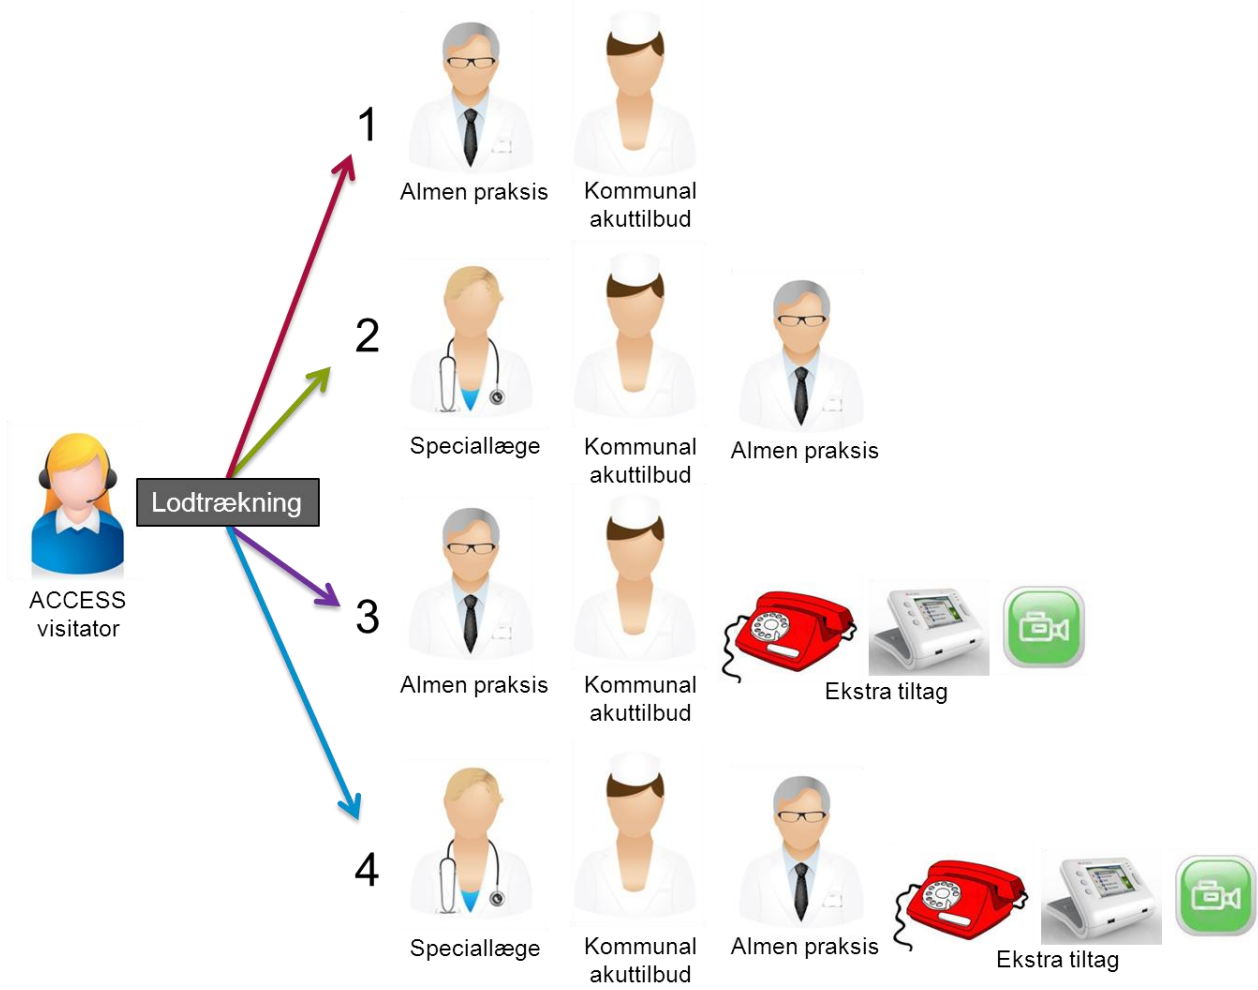 1
Almen praksis
Kommunal
akuttilbud
2
Speciallæge
Kommunal
akuttilbud
Almen praksis
Lodtrækning
ACCESS
visitator
3
Almen praksis
Kommunal
akuttilbud
Ekstra tiltag
4
Speciallæge
Kommunal
akuttilbud
Almen praksis
Ekstra tiltag